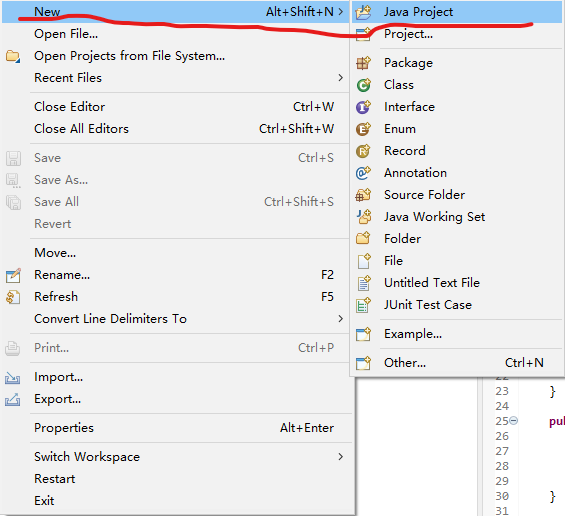 New Alt+Shift+N >
Open File...
Open Projects from File System...
Recent Files >
Close Editor Ctrl+W
Close All Editors Ctrl+Shift+W
Save Ctrl+S
Save As...
Save All Ctrl+Shift+S
Revert
Move...
Rename... F2
Refresh F5
Convert Line Delimiters To >
Print... Ctrl+P
Import...
Export...
Properties Alt+Enter
Switch Workspace >
Restart
Exit
Java Project
Project...
Package
Class
Interface
Enum
Record
Annotation
Source Folder
Java Working Set
Folder
File
Untitled Text File
JUnit Test Case
Example...
Other... Ctrl+N
22
23 }
24
25 pu
26
27
28
29
30 }
31